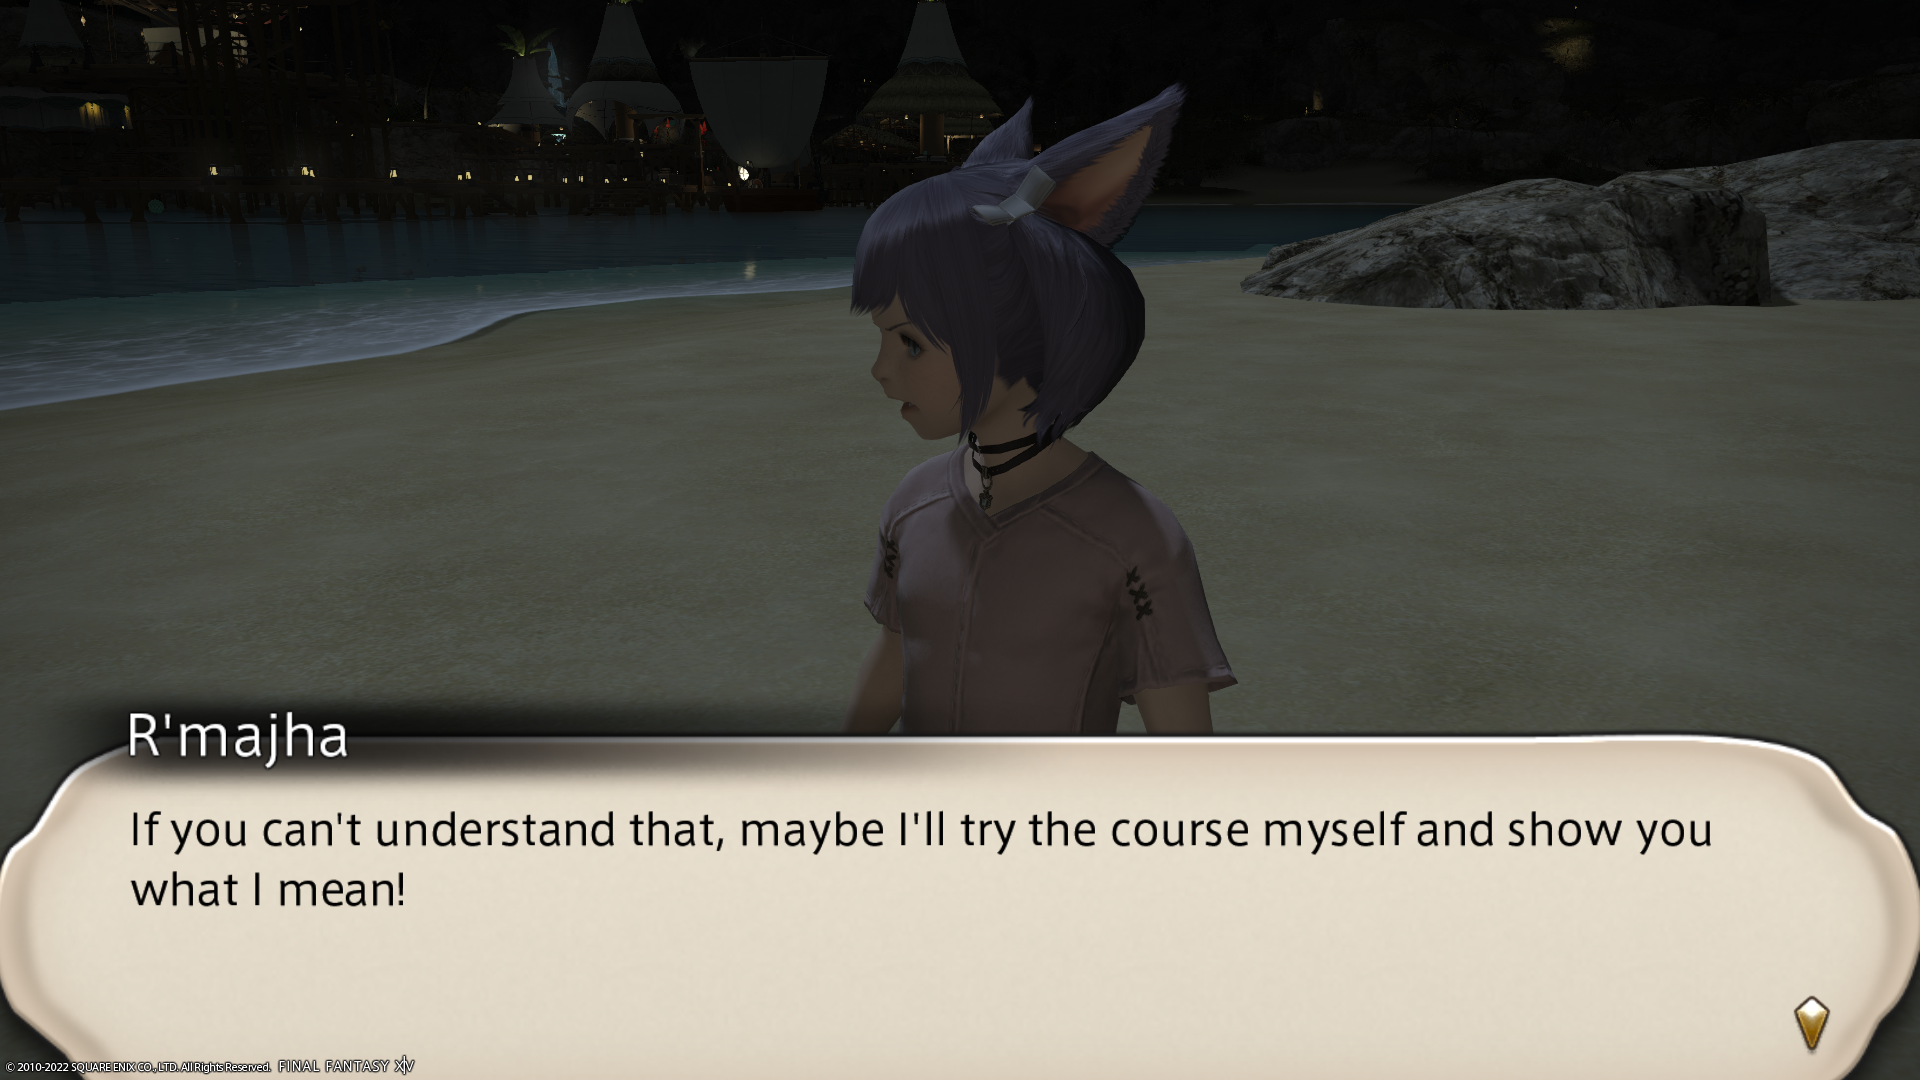 R'majha
If you can't understand that, maybe I'll try the course myself and show you
what I mean!
© 2010-2022 SQUARE ENIX CO., LTD. All Rights Reserved. FINAL FANTASY XIV